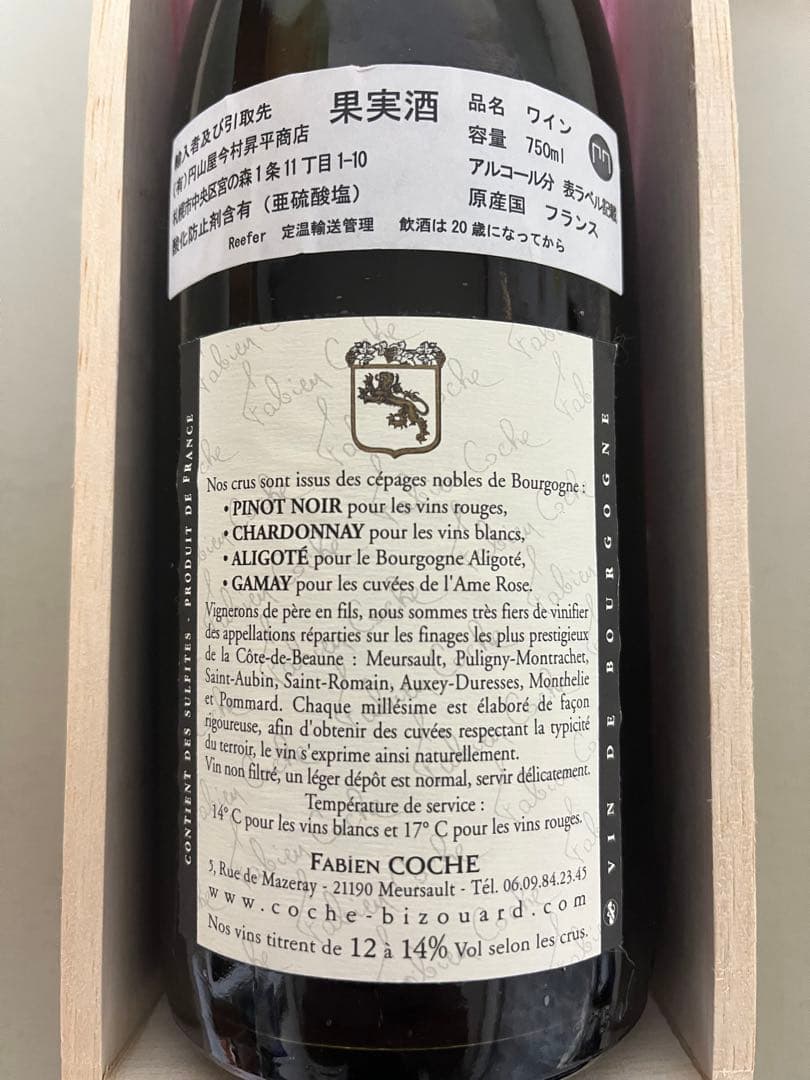 果実酒
輸入者及び引取先
(有)円山屋今村昇平商店
札幌市中央区宮の森1条11丁目1-10
酸化防止剤含有（亜硫酸塩）
品名 ワイン
容量 750ml
アルコール分 表ラベル記載
原産国 フランス
Reefer 定温輸送管理 飲酒は20歳になってから
Fabien Coche
Nos crus sont issus des cépages nobles de Bourgogne :
• PINOT NOIR pour les vins rouges,
• CHARDONNAY pour les vins blancs,
• ALIGOTÉ pour le Bourgogne Aligoté,
• GAMAY pour les cuvées de l'Ame Rose.
Vignerons de père en fils, nous sommes très fiers de vinifier
des appellations réparties sur les finages les plus prestigieux
de la Côte-de-Beaune : Meursault, Puligny-Montrachet,
Saint-Aubin, Saint-Romain, Auxey-Duresses, Monthelie
et Pommard. Chaque millésime est élaboré de façon
rigoureuse, afin d'obtenir des cuvées respectant la typicité
du terroir, le vin s'exprime ainsi naturellement.
Vin non filtré, un léger dépôt est normal, servir délicatement.
Température de service :
14° C pour les vins blancs et 17° C pour les vins rouges.
FABIEN COCHE
5, Rue de Mazeray - 21190 Meursault - Tél. 06.09.84.23.45
www.coche-bizouard.com
Nos vins titrent de 12 à 14% Vol selon les crus.
CONTIENT DES SULFITES - PRODUIT DE FRANCE
VIN DE BOURGOGNE